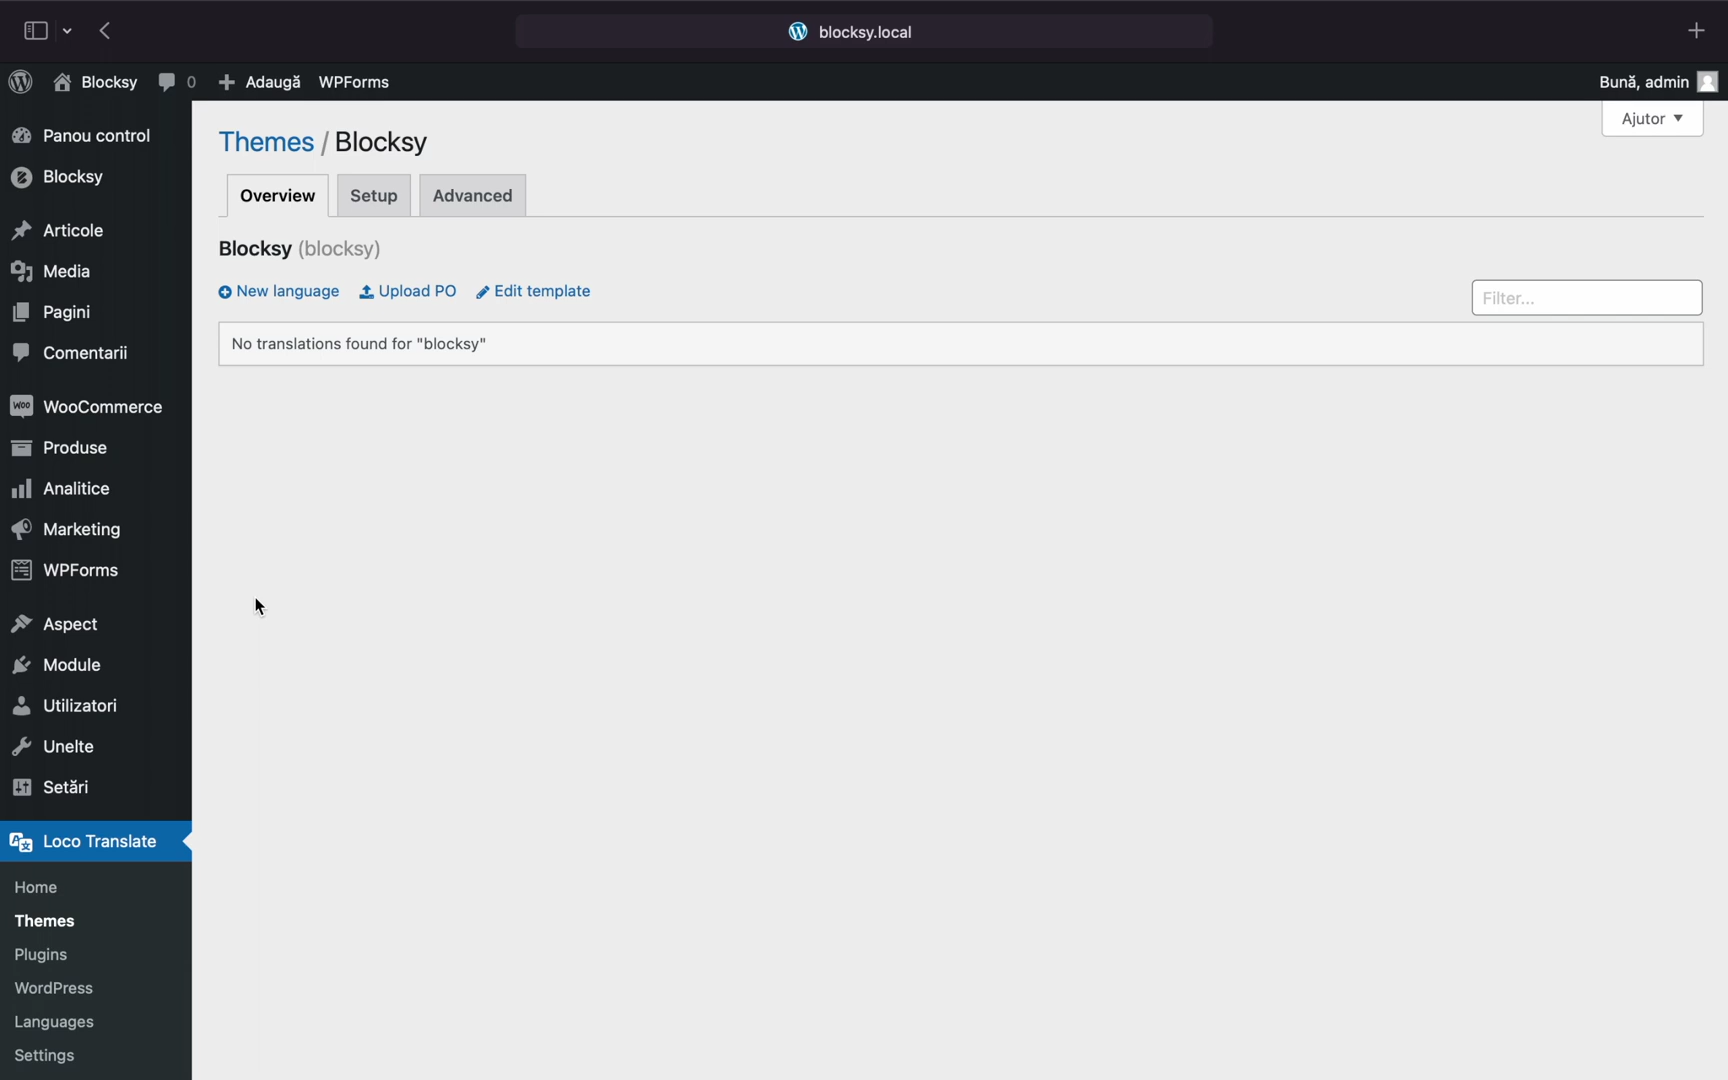 blocksy.local
Blocksy 0 Adaugă WPForms Bună, admin
Ajutor
Panou control
Blocksy
Articole
Media
Pagini
Comentarii
WooCommerce
Produse
Analitice
Marketing
WPForms
Aspect
Module
Utilizatori
Unelte
Setări
Loco Translate
Home
Themes
Plugins
WordPress
Languages
Settings
Themes / Blocksy
Overview Setup Advanced
Blocksy (blocksy)
New language Upload PO Edit template
Filter...
No translations found for "blocksy"